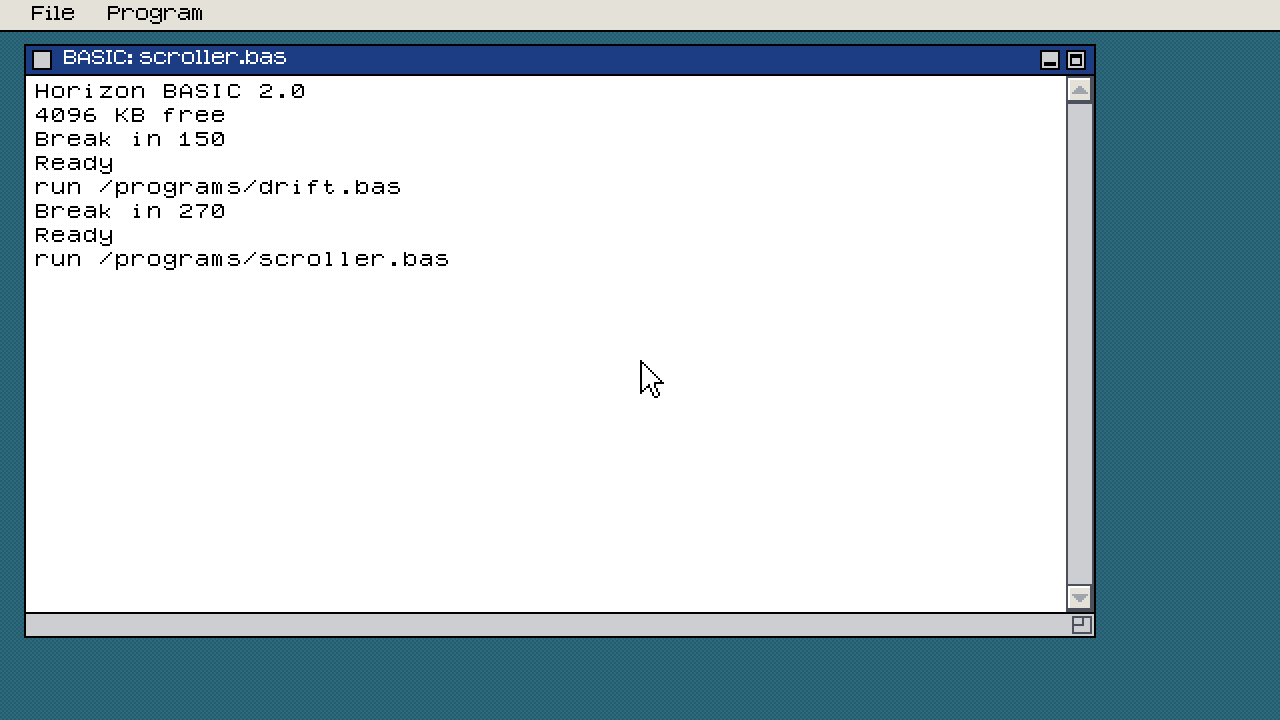 File Program
BASIC: scroller.bas
Horizon BASIC 2.0
4096 KB free
Break in 150
Ready
run /programs/drift.bas
Break in 270
Ready
run /programs/scroller.bas